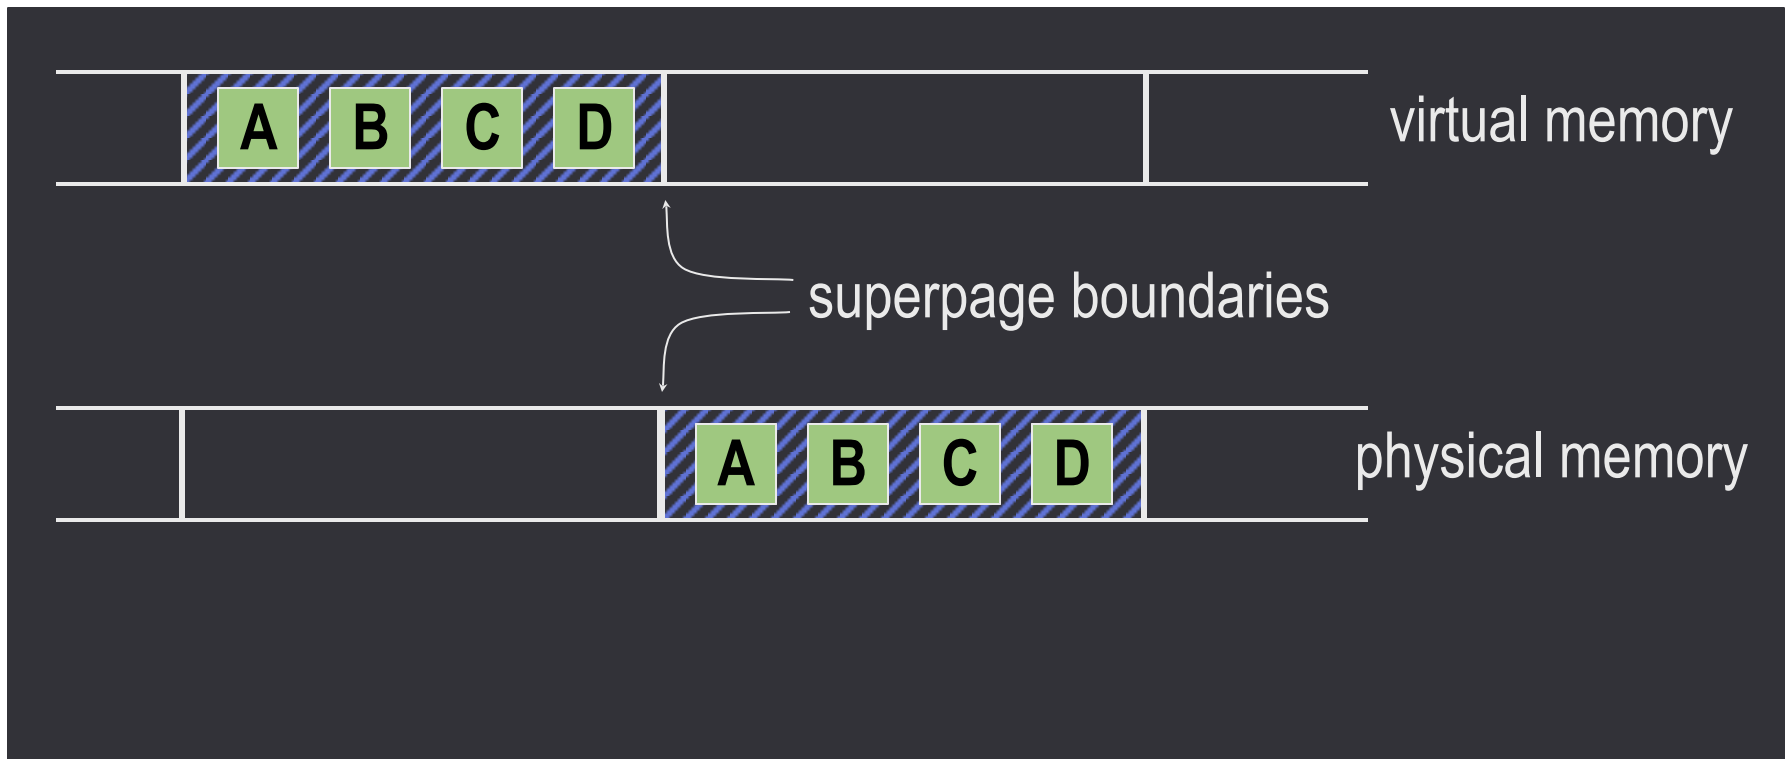 A B C D
virtual memory
superpage boundaries
A B C D
physical memory